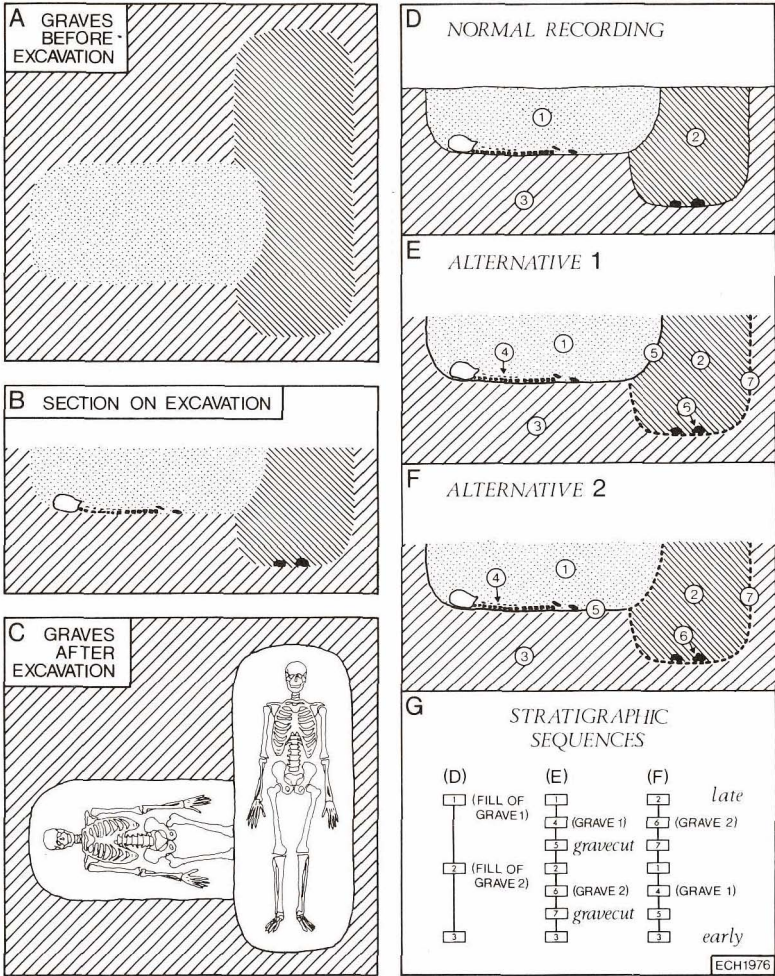 A GRAVES
BEFORE
EXCAVATION
B SECTION ON EXCAVATION
C GRAVES
AFTER
EXCAVATION
D NORMAL RECORDING
1
2
3
E ALTERNATIVE 1
4
1
5
2
7
5
3
F ALTERNATIVE 2
1
4
2
7
5
6
3
G STRATIGRAPHIC
SEQUENCES
(D) (E) (F)
1 (FILL OF GRAVE 1) 1 2 late
4 (GRAVE 1) 6 (GRAVE 2)
5 gravecut 7
2 (FILL OF GRAVE 2) 2 1
6 (GRAVE 2) 4 (GRAVE 1)
7 gravecut 5
3 3 3 early
ECH1976